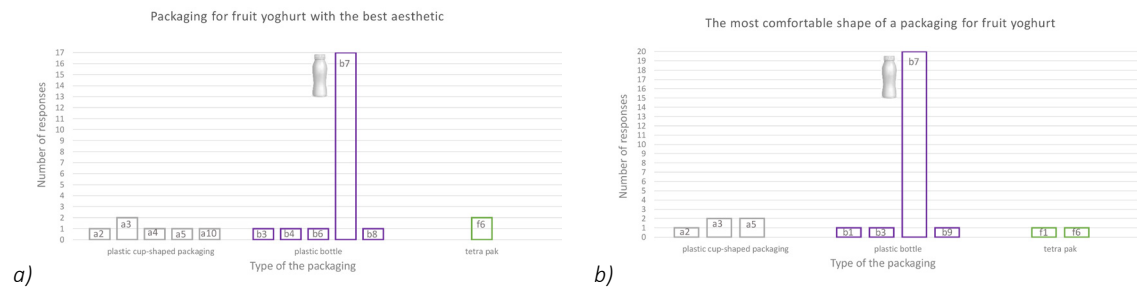 Packaging for fruit yoghurt with the best aesthetic
Number of responses
17
16
15
14
13
12
11
10
9
8
7
6
5
4
3
2
1
0
a2
a3
a4
a5
a10
b3
b4
b6
b7
b8
f6
plastic cup-shaped packaging
plastic bottle
tetra pak
Type of the packaging
a)
The most comfortable shape of a packaging for fruit yoghurt
Number of responses
20
19
18
17
16
15
14
13
12
11
10
9
8
7
6
5
4
3
2
1
0
a2
a3
a5
b1
b3
b7
b9
f1
f6
plastic cup-shaped packaging
plastic bottle
tetra pak
Type of the packaging
b)